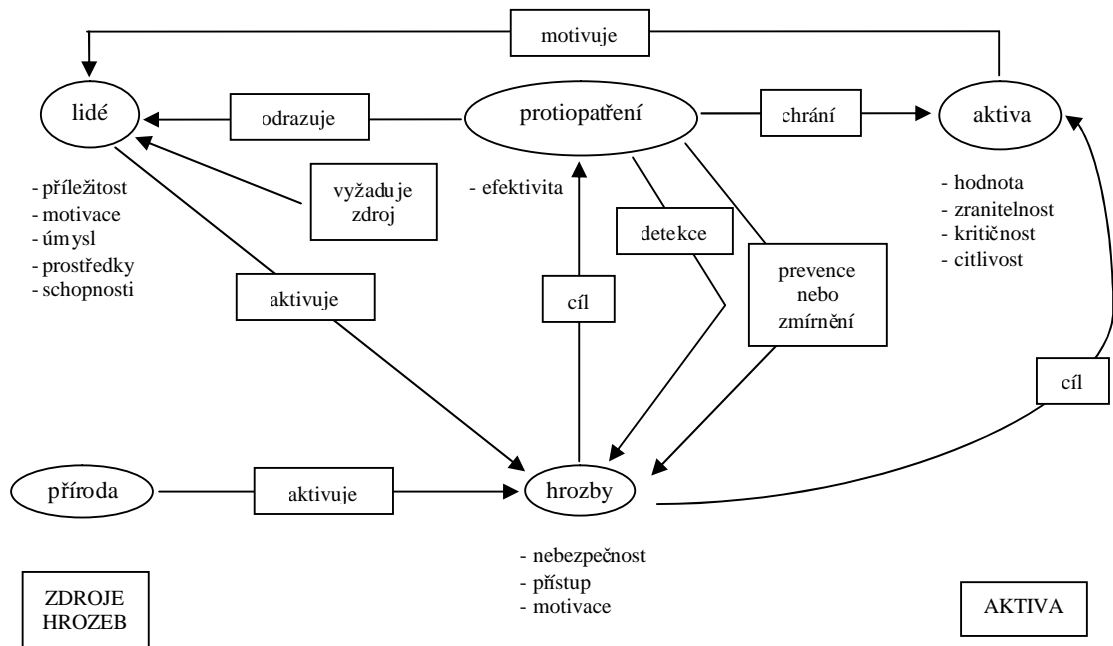 motivuje
lidé
odrazuje
protiopatření
chrání
aktiva
- příležitost
- motivace
- úmysl
- prostředky
- schopnosti
vyžaduje
zdroj
- efektivita
detekce
- hodnota
- zranitelnost
- kritičnost
- citlivost
aktivuje
cíl
prevence
nebo
zmírnění
cíl
příroda
aktivuje
hrozby
- nebezpečnost
- přístup
- motivace
ZDROJE
HROZEB
AKTIVA